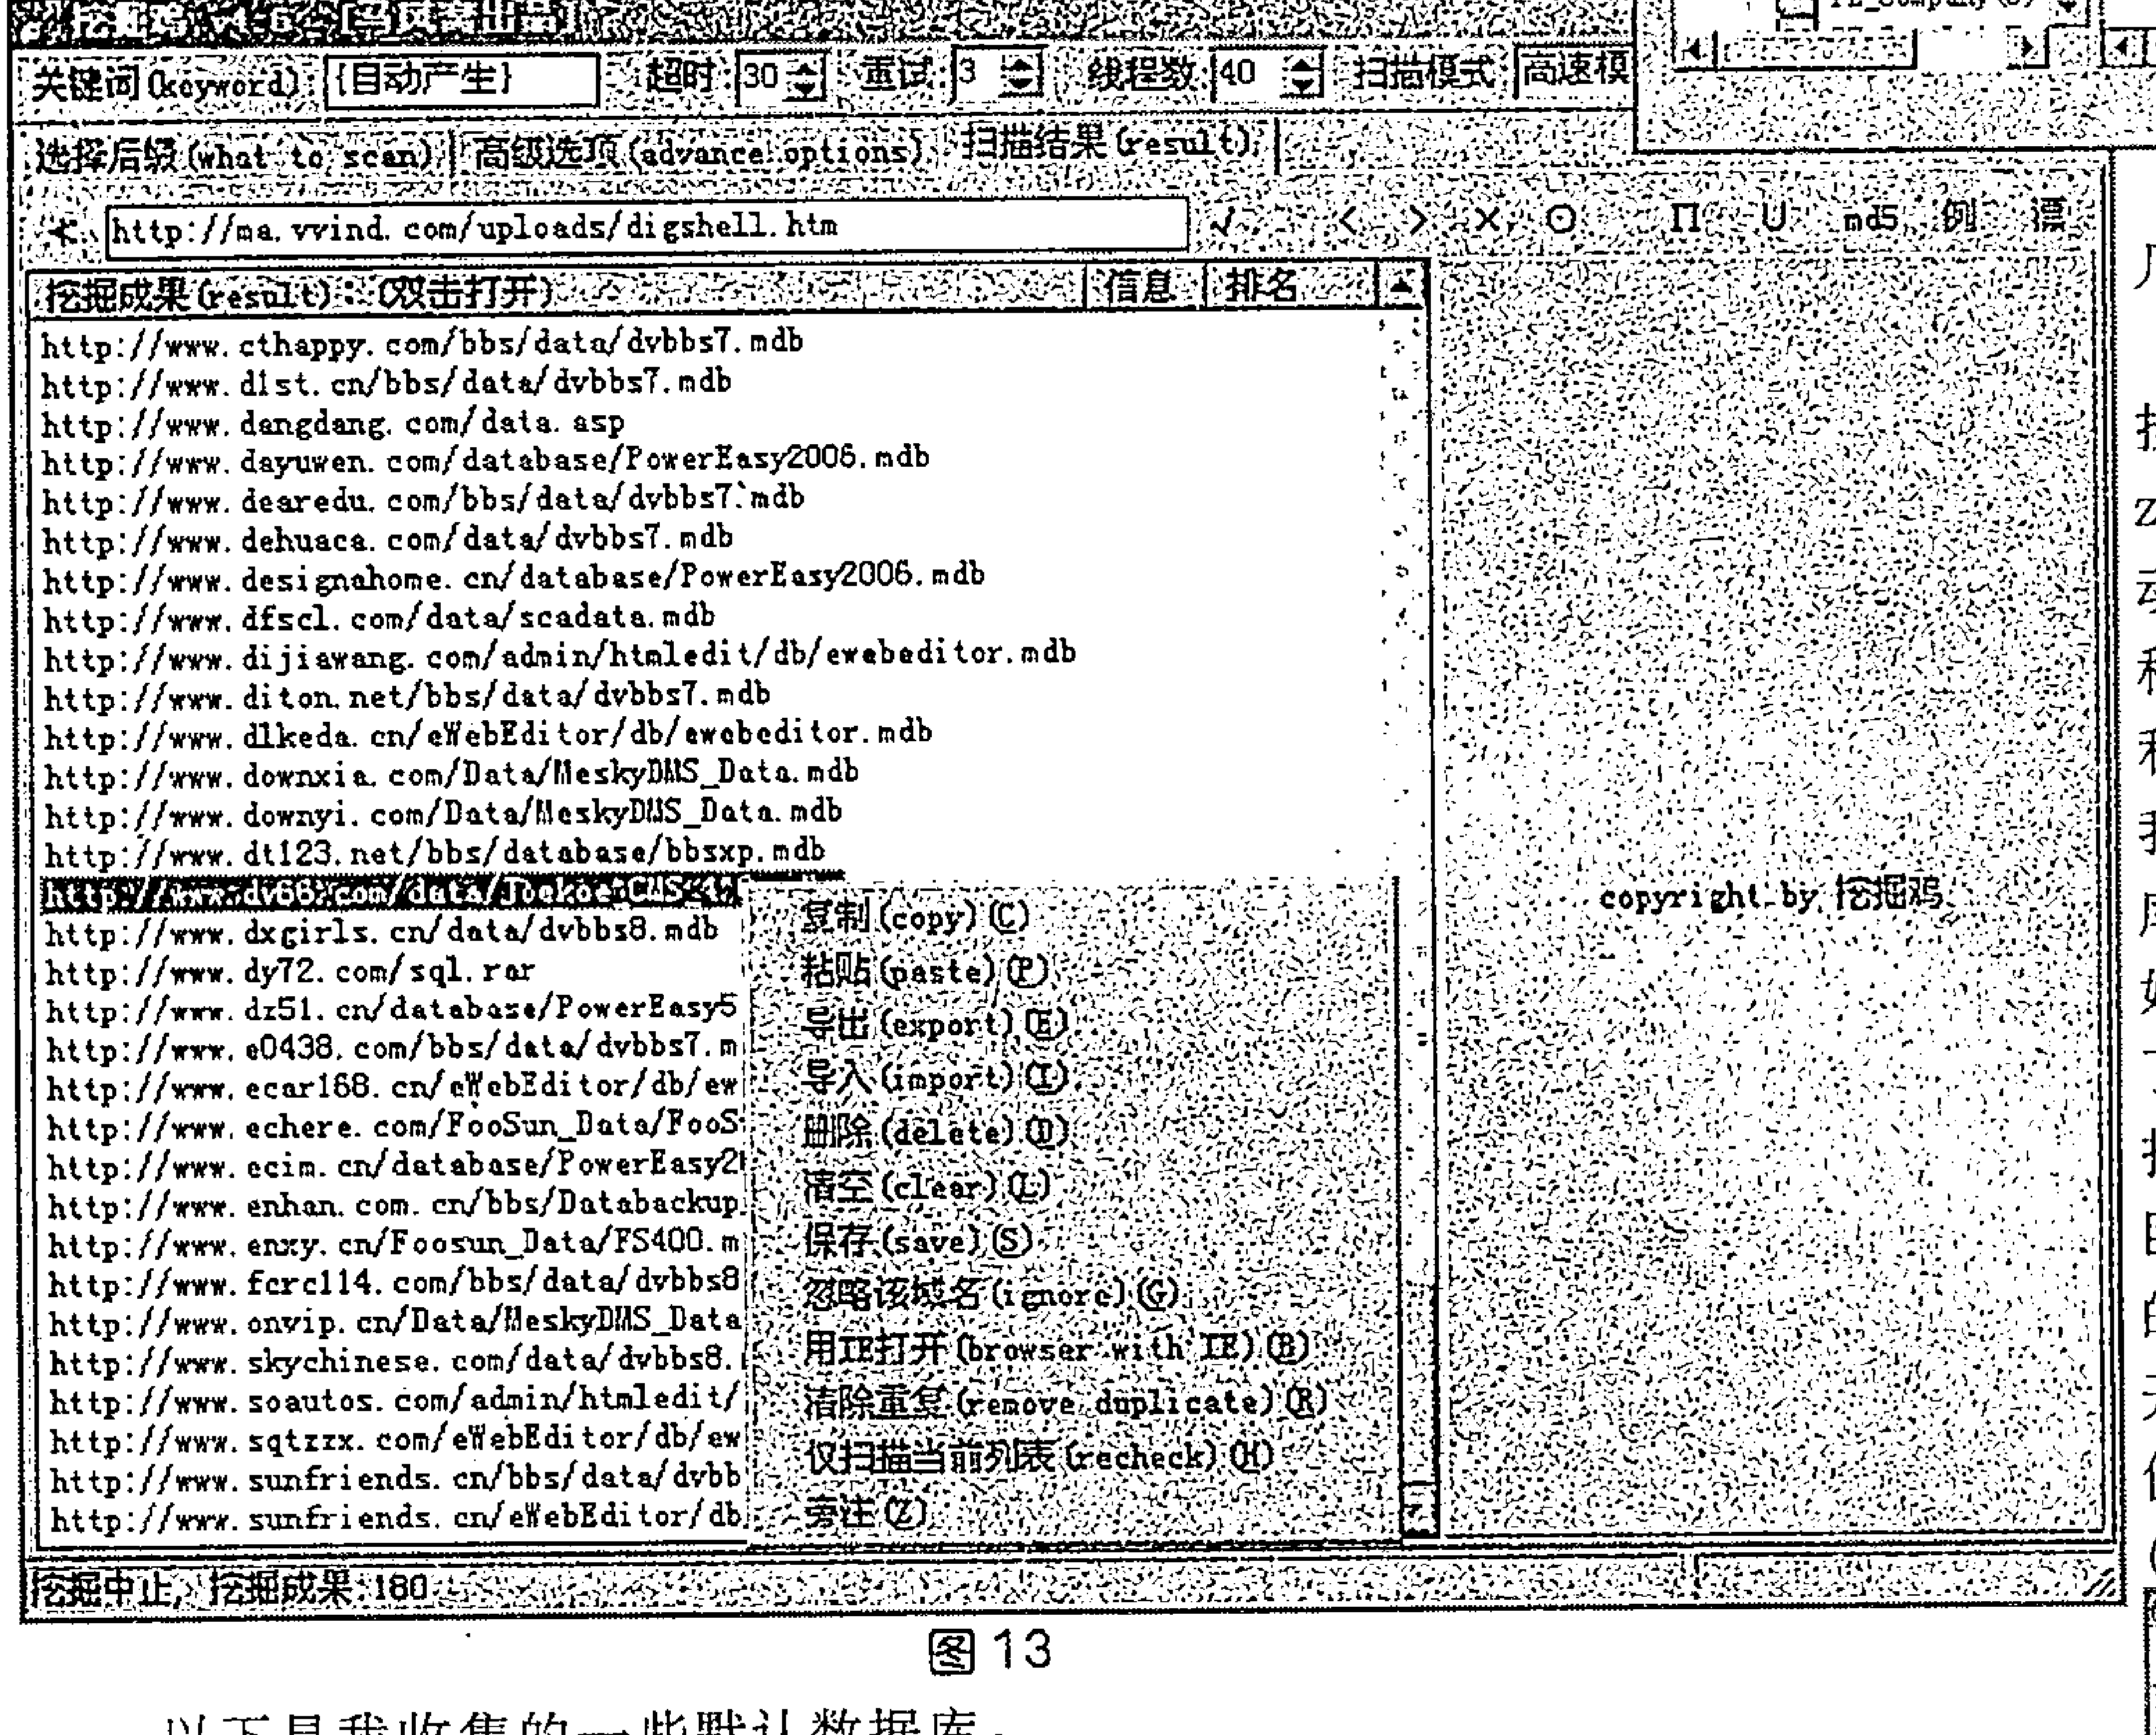 关键词(keyword): {自动产生} 超时: 30 重试: 3 线程数: 40 扫描模式 高速模
选择后缀(what to scan) 高级选项(advance options) 扫描结果(result)
http://ma.vvind.com/uploads/digshell.htm √ < > X ⊙ Π U md5 例 漂
挖掘成果(result): (双击打开) 信息 排名
http://www.cthappy.com/bbs/data/dvbbs7.mdb
http://www.d1st.cn/bbs/data/dvbbs7.mdb
http://www.dangdang.com/data.asp
http://www.dayuwen.com/database/PowerEasy2006.mdb
http://www.dearedu.com/bbs/data/dvbbs7.mdb
http://www.dehuaca.com/data/dvbbs7.mdb
http://www.designahome.cn/database/PowerEasy2006.mdb
http://www.dfscl.com/data/scadata.mdb
http://www.dijiawang.com/admin/htmledit/db/ewebeditor.mdb
http://www.diton.net/bbs/data/dvbbs7.mdb
http://www.dlkeda.cn/eWebEditor/db/ewebeditor.mdb
http://www.downxia.com/Data/MeskyDMS_Data.mdb
http://www.downyi.com/Data/MeskyDMS_Data.mdb
http://www.dt123.net/bbs/database/bbsxp.mdb
http://www.dxgirls.cn/data/dvbbs8.mdb
http://www.dy72.com/sql.rar
http://www.dz51.cn/database/PowerEasy5
http://www.e0438.com/bbs/data/dvbbs7.m
http://www.ecar168.cn/eWebEditor/db/ew
http://www.echere.com/FooSun_Data/FooS
http://www.ecim.cn/database/PowerEasy2
http://www.enhan.com.cn/bbs/Databackup
http://www.enxy.cn/Foosun_Data/FS400.m
http://www.fcrc114.com/bbs/data/dvbbs8
http://www.onvip.cn/Data/MeskyDMS_Data
http://www.skychinese.com/data/dvbbs8.
http://www.soautos.com/admin/htmledit/
http://www.sqtzzx.com/eWebEditor/db/ew
http://www.sunfriends.cn/bbs/data/dvbb
http://www.sunfriends.cn/eWebEditor/db
复制(copy)(C)
粘贴(paste)(P)
导出(export)(E)
导入(import)(I)
删除(delete)(D)
清空(clear)(L)
保存(save)(S)
忽略该域名(ignore)(G)
用IE打开(browser with IE)(B)
清除重复(remove duplicate)(R)
仅扫描当前列表(recheck)(H)
旁注(Z)
copyright by 挖掘鸡
挖掘中止, 挖掘成果:180
图 13
以下是我收集的一些默认数据库: